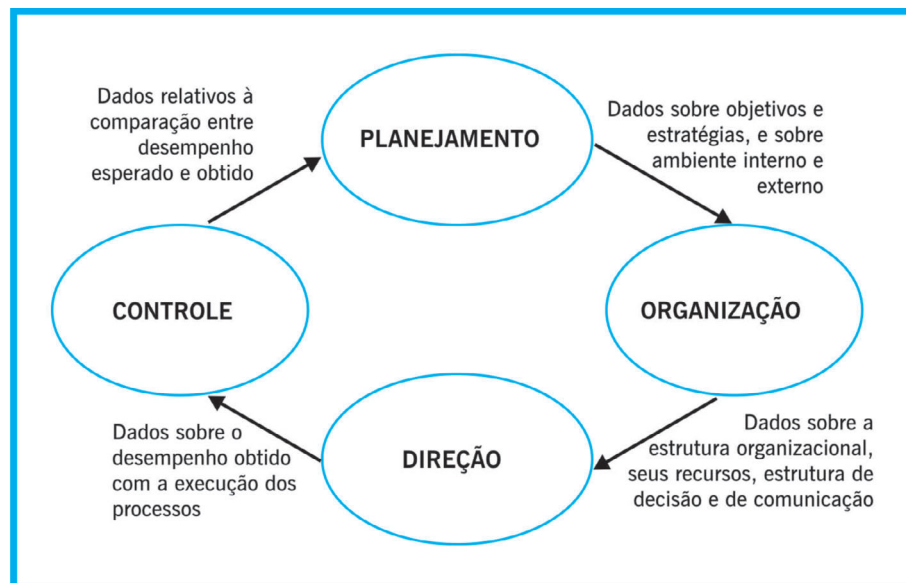 PLANEJAMENTO
Dados sobre objetivos e
estratégias, e sobre
ambiente interno e
externo
ORGANIZAÇÃO
Dados sobre a
estrutura organizacional,
seus recursos, estrutura de
decisão e de comunicação
DIREÇÃO
Dados sobre o
desempenho obtido
com a execução dos
processos
CONTROLE
Dados relativos à
comparação entre
desempenho
esperado e obtido